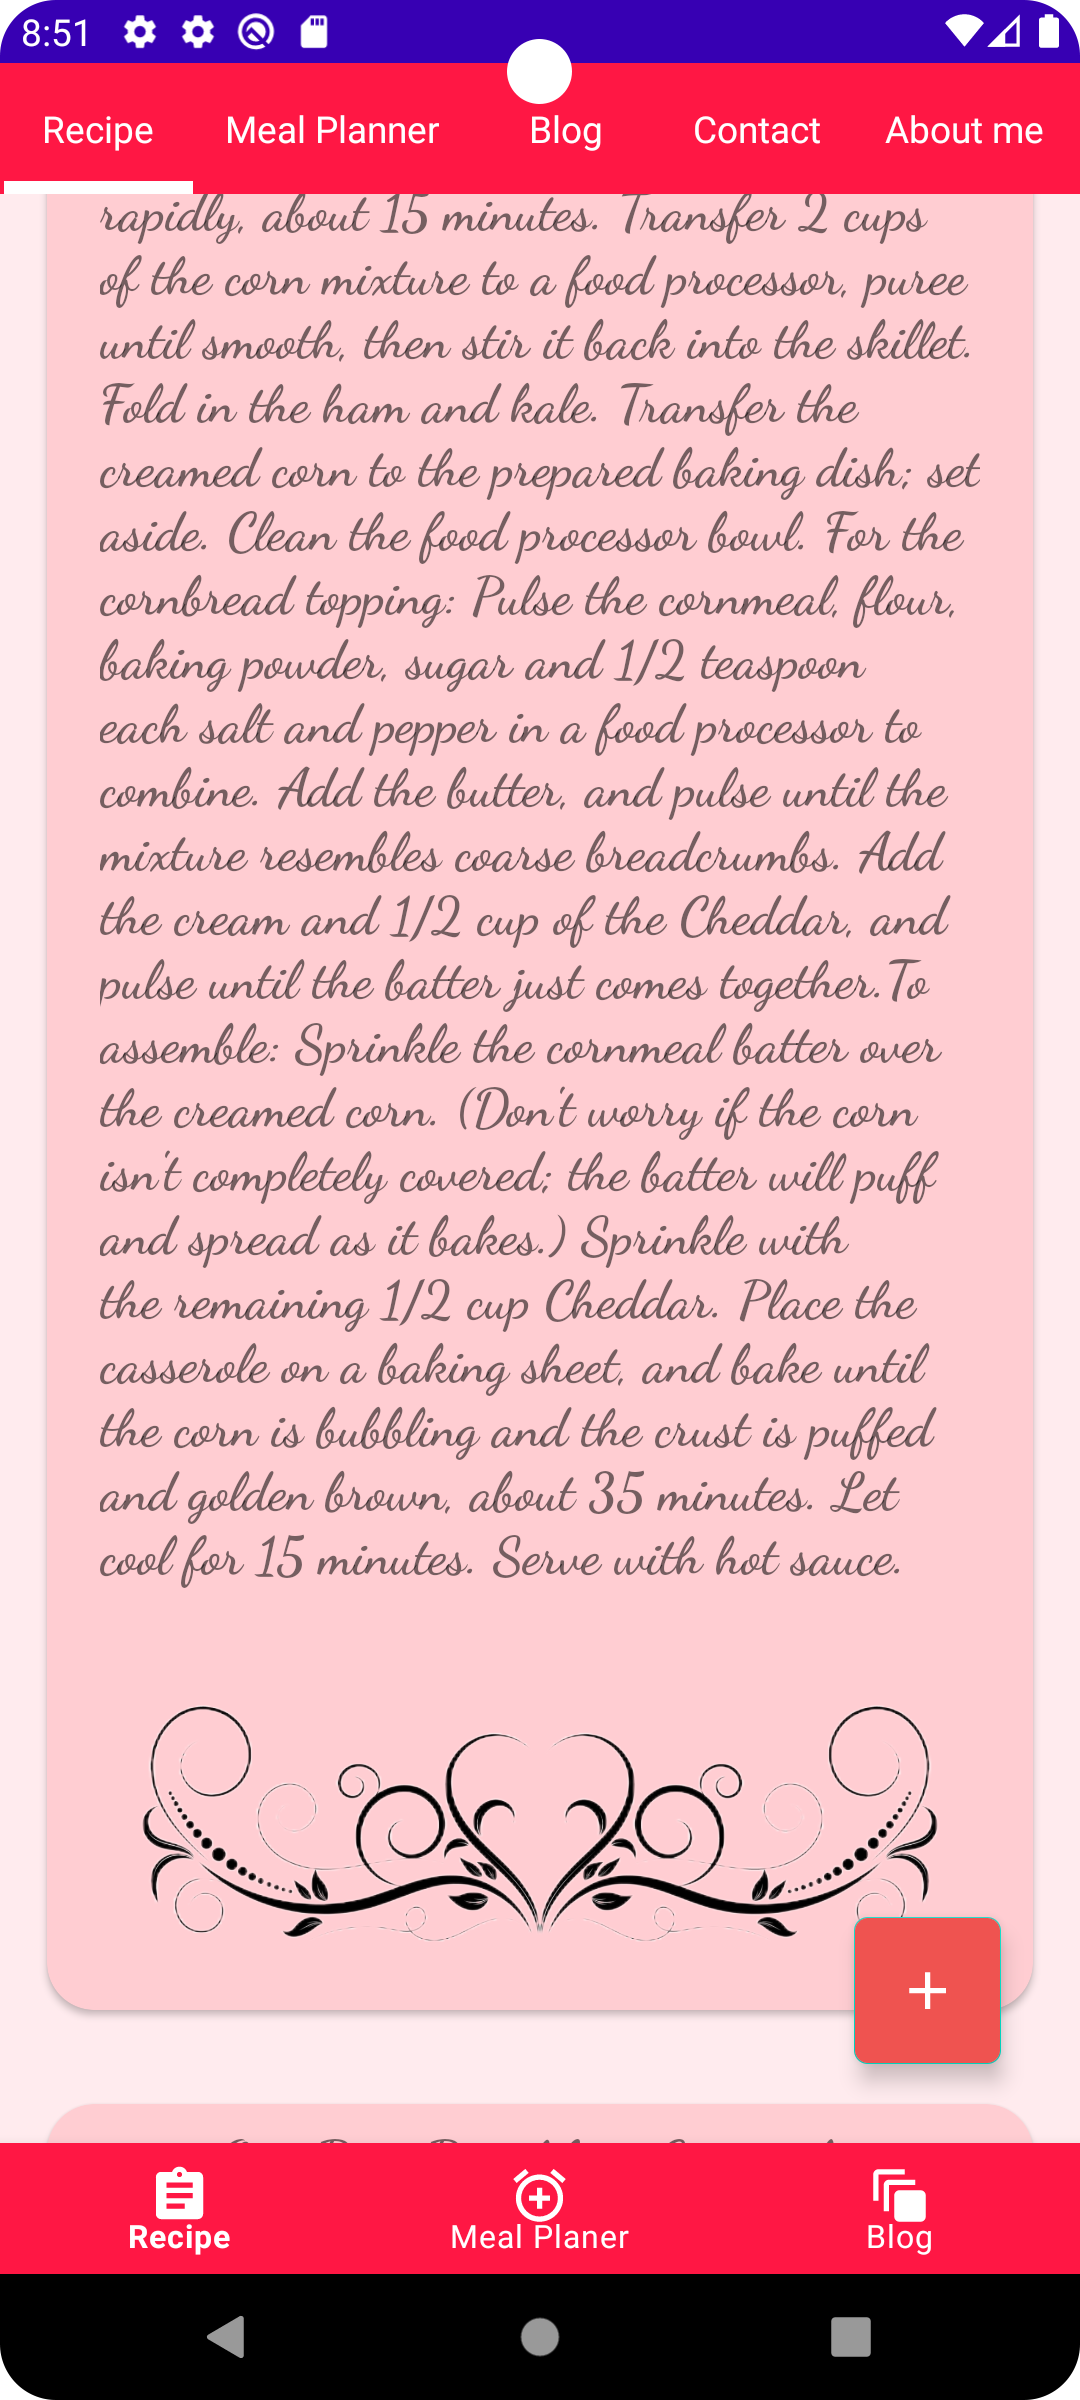 8:51
Recipe Meal Planner Blog Contact About me
rapidly, about 15 minutes. Transfer 2 cups
of the corn mixture to a food processor, puree
until smooth, then stir it back into the skillet.
Fold in the ham and kale. Transfer the
creamed corn to the prepared baking dish; set
aside. Clean the food processor bowl. For the
cornbread topping: Pulse the cornmeal, flour,
baking powder, sugar and 1/2 teaspoon
each salt and pepper in a food processor to
combine. Add the butter, and pulse until the
mixture resembles coarse breadcrumbs. Add
the cream and 1/2 cup of the Cheddar, and
pulse until the batter just comes together.To
assemble: Sprinkle the cornmeal batter over
the creamed corn. (Don't worry if the corn
isn't completely covered; the batter will puff
and spread as it bakes.) Sprinkle with
the remaining 1/2 cup Cheddar. Place the
casserole on a baking sheet, and bake until
the corn is bubbling and the crust is puffed
and golden brown, about 35 minutes. Let
cool for 15 minutes. Serve with hot sauce.
+
Recipe Meal Planer Blog